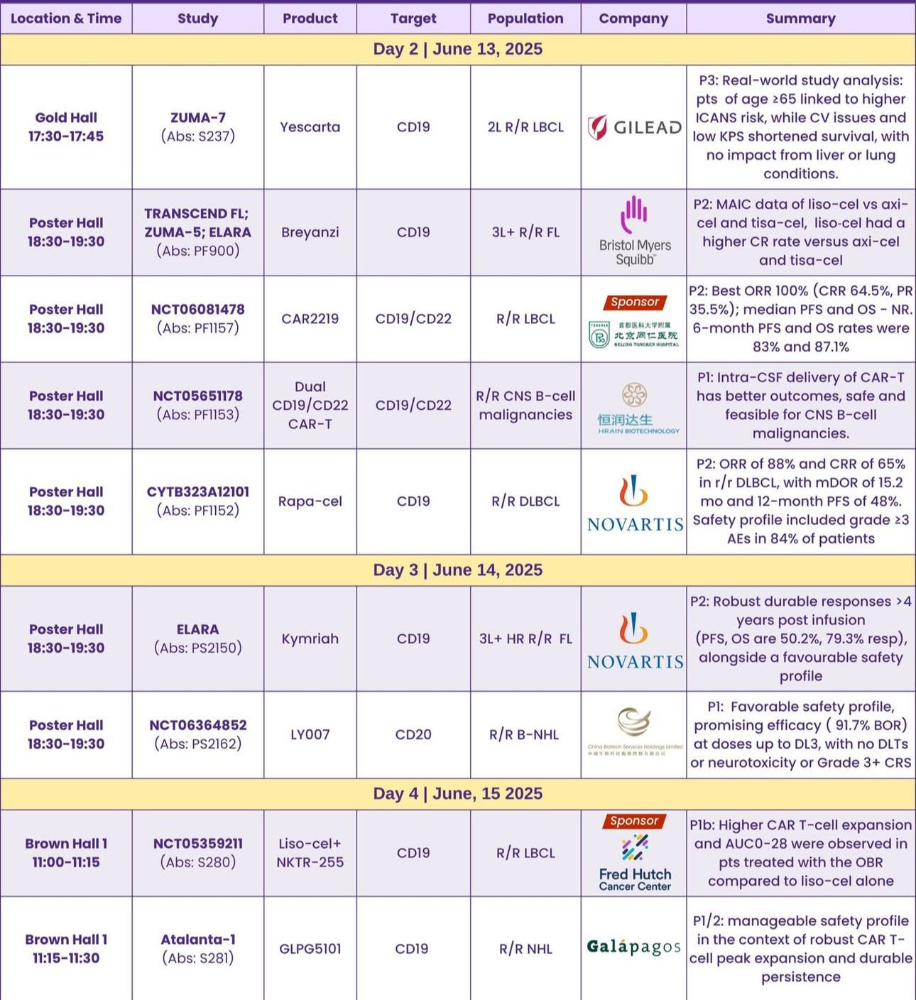 Location & Time
Study
Product
Target
Population
Company
Summary
Day 2 | June 13, 2025
Gold Hall
17:30-17:45
ZUMA-7
(Abs: S237)
Yescarta
CD19
2L R/R LBCL
GILEAD
P3: Real-world study analysis:
pts of age ≥65 linked to higher
ICANS risk, while CV issues and
low KPS shortened survival, with
no impact from liver or lung
conditions.
Poster Hall
18:30-19:30
TRANSCEND FL;
ZUMA-5; ELARA
(Abs: PF900)
Breyanzi
CD19
3L+ R/R FL
Bristol Myers
Squibb™
P2: MAIC data of liso-cel vs axi-
cel and tisa-cel, liso-cel had a
higher CR rate versus axi-cel
and tisa-cel
Poster Hall
18:30-19:30
NCT06081478
(Abs: PF1157)
CAR2219
CD19/CD22
R/R LBCL
Sponsor
首都医科大学附属
北京同仁医院
BEIJING TONGREN HOSPITAL
P2: Best ORR 100% (CRR 64.5%, PR
35.5%); median PFS and OS - NR.
6-month PFS and OS rates were
83% and 87.1%
Poster Hall
18:30-19:30
NCT05651178
(Abs: PF1153)
Dual
CD19/CD22
CAR-T
CD19/CD22
R/R CNS B-cell
malignancies
恒润达生
HRAIN BIOTECHNOLOGY
P1: Intra-CSF delivery of CAR-T
has better outcomes, safe and
feasible for CNS B-cell
malignancies.
Poster Hall
18:30-19:30
CYTB323A12101
(Abs: PF1152)
Rapa-cel
CD19
R/R DLBCL
NOVARTIS
P2: ORR of 88% and CRR of 65%
in r/r DLBCL, with mDOR of 15.2
mo and 12-month PFS of 48%.
Safety profile included grade ≥3
AEs in 84% of patients
Day 3 | June 14, 2025
Poster Hall
18:30-19:30
ELARA
(Abs: PS2150)
Kymriah
CD19
3L+ HR R/R FL
NOVARTIS
P2: Robust durable responses >4
years post infusion
(PFS, OS are 50.2%, 79.3% resp),
alongside a favourable safety
profile
Poster Hall
18:30-19:30
NCT06364852
(Abs: PS2162)
LY007
CD20
R/R B-NHL
China Biotech Services Holdings Limited
P1: Favorable safety profile,
promising efficacy ( 91.7% BOR)
at doses up to DL3, with no DLTs
or neurotoxicity or Grade 3+ CRS
Day 4 | June, 15 2025
Brown Hall 1
11:00-11:15
NCT05359211
(Abs: S280)
Liso-cel+
NKTR-255
CD19
R/R LBCL
Sponsor
Fred Hutch
Cancer Center
P1b: Higher CAR T-cell expansion
and AUC0-28 were observed in
pts treated with the OBR
compared to liso-cel alone
Brown Hall 1
11:15-11:30
Atalanta-1
(Abs: S281)
GLPG5101
CD19
R/R NHL
Galápagos
P1/2: manageable safety profile
in the context of robust CAR T-
cell peak expansion and durable
persistence